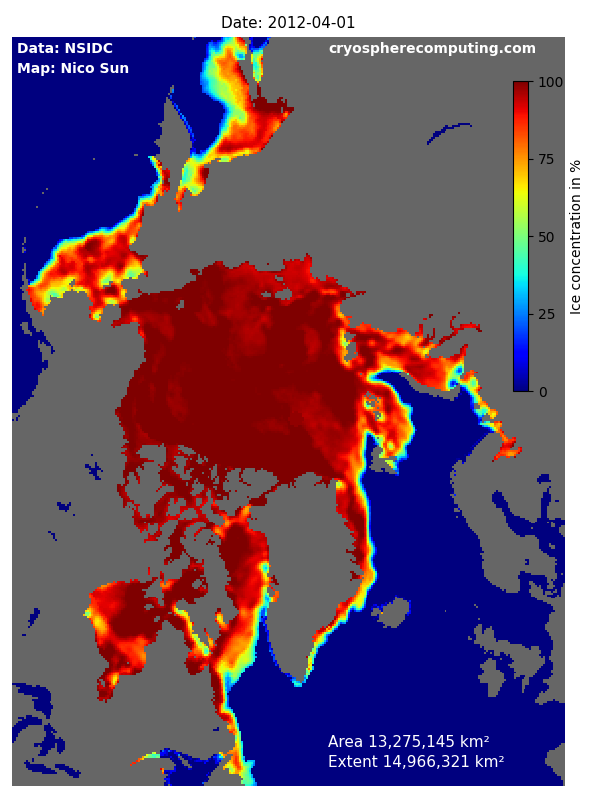 Date: 2012-04-01
Data: NSIDC
Map: Nico Sun
cryospherecomputing.com
100
75
50
25
0
Ice concentration in %
Area 13,275,145 km²
Extent 14,966,321 km²